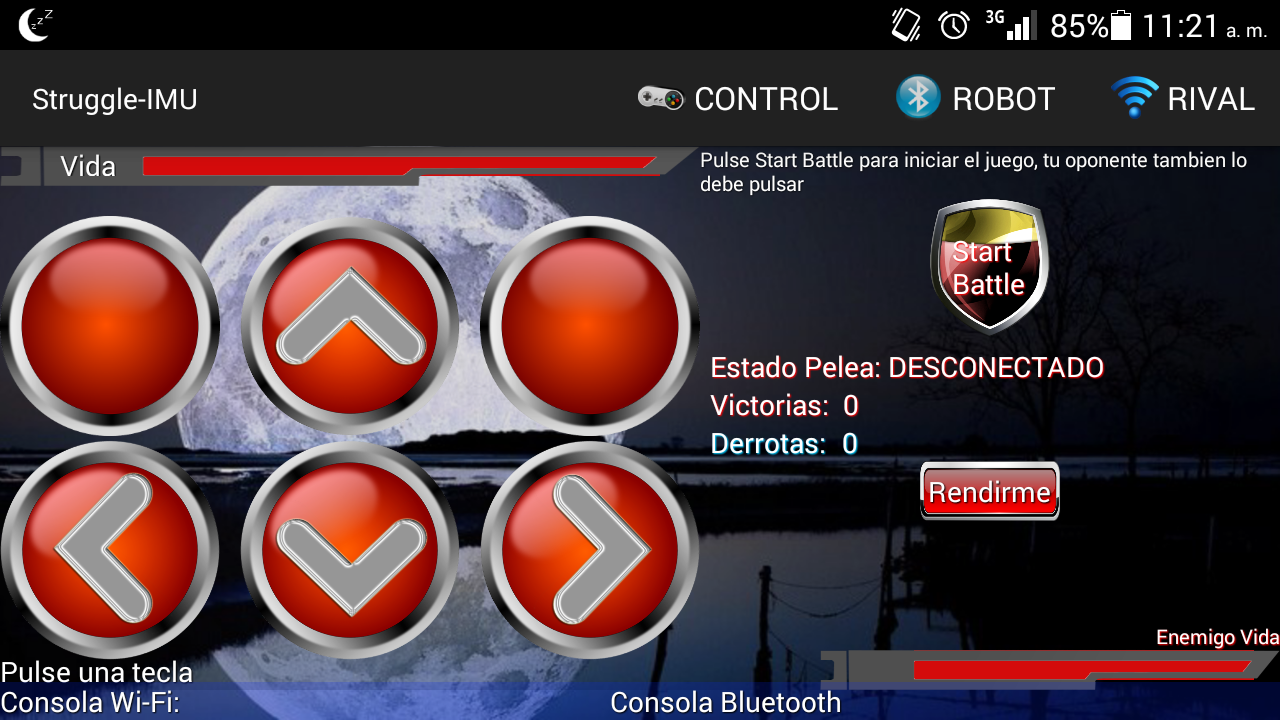 zZZ
3G 85% 11:21 a. m.
Struggle-IMU
CONTROL
ROBOT
RIVAL
Vida
Pulse Start Battle para iniciar el juego, tu oponente tambien lo
debe pulsar
Start
Battle
Estado Pelea: DESCONECTADO
Victorias: 0
Derrotas: 0
Rendirme
Enemigo Vida
Pulse una tecla
Consola Wi-Fi:
Consola Bluetooth